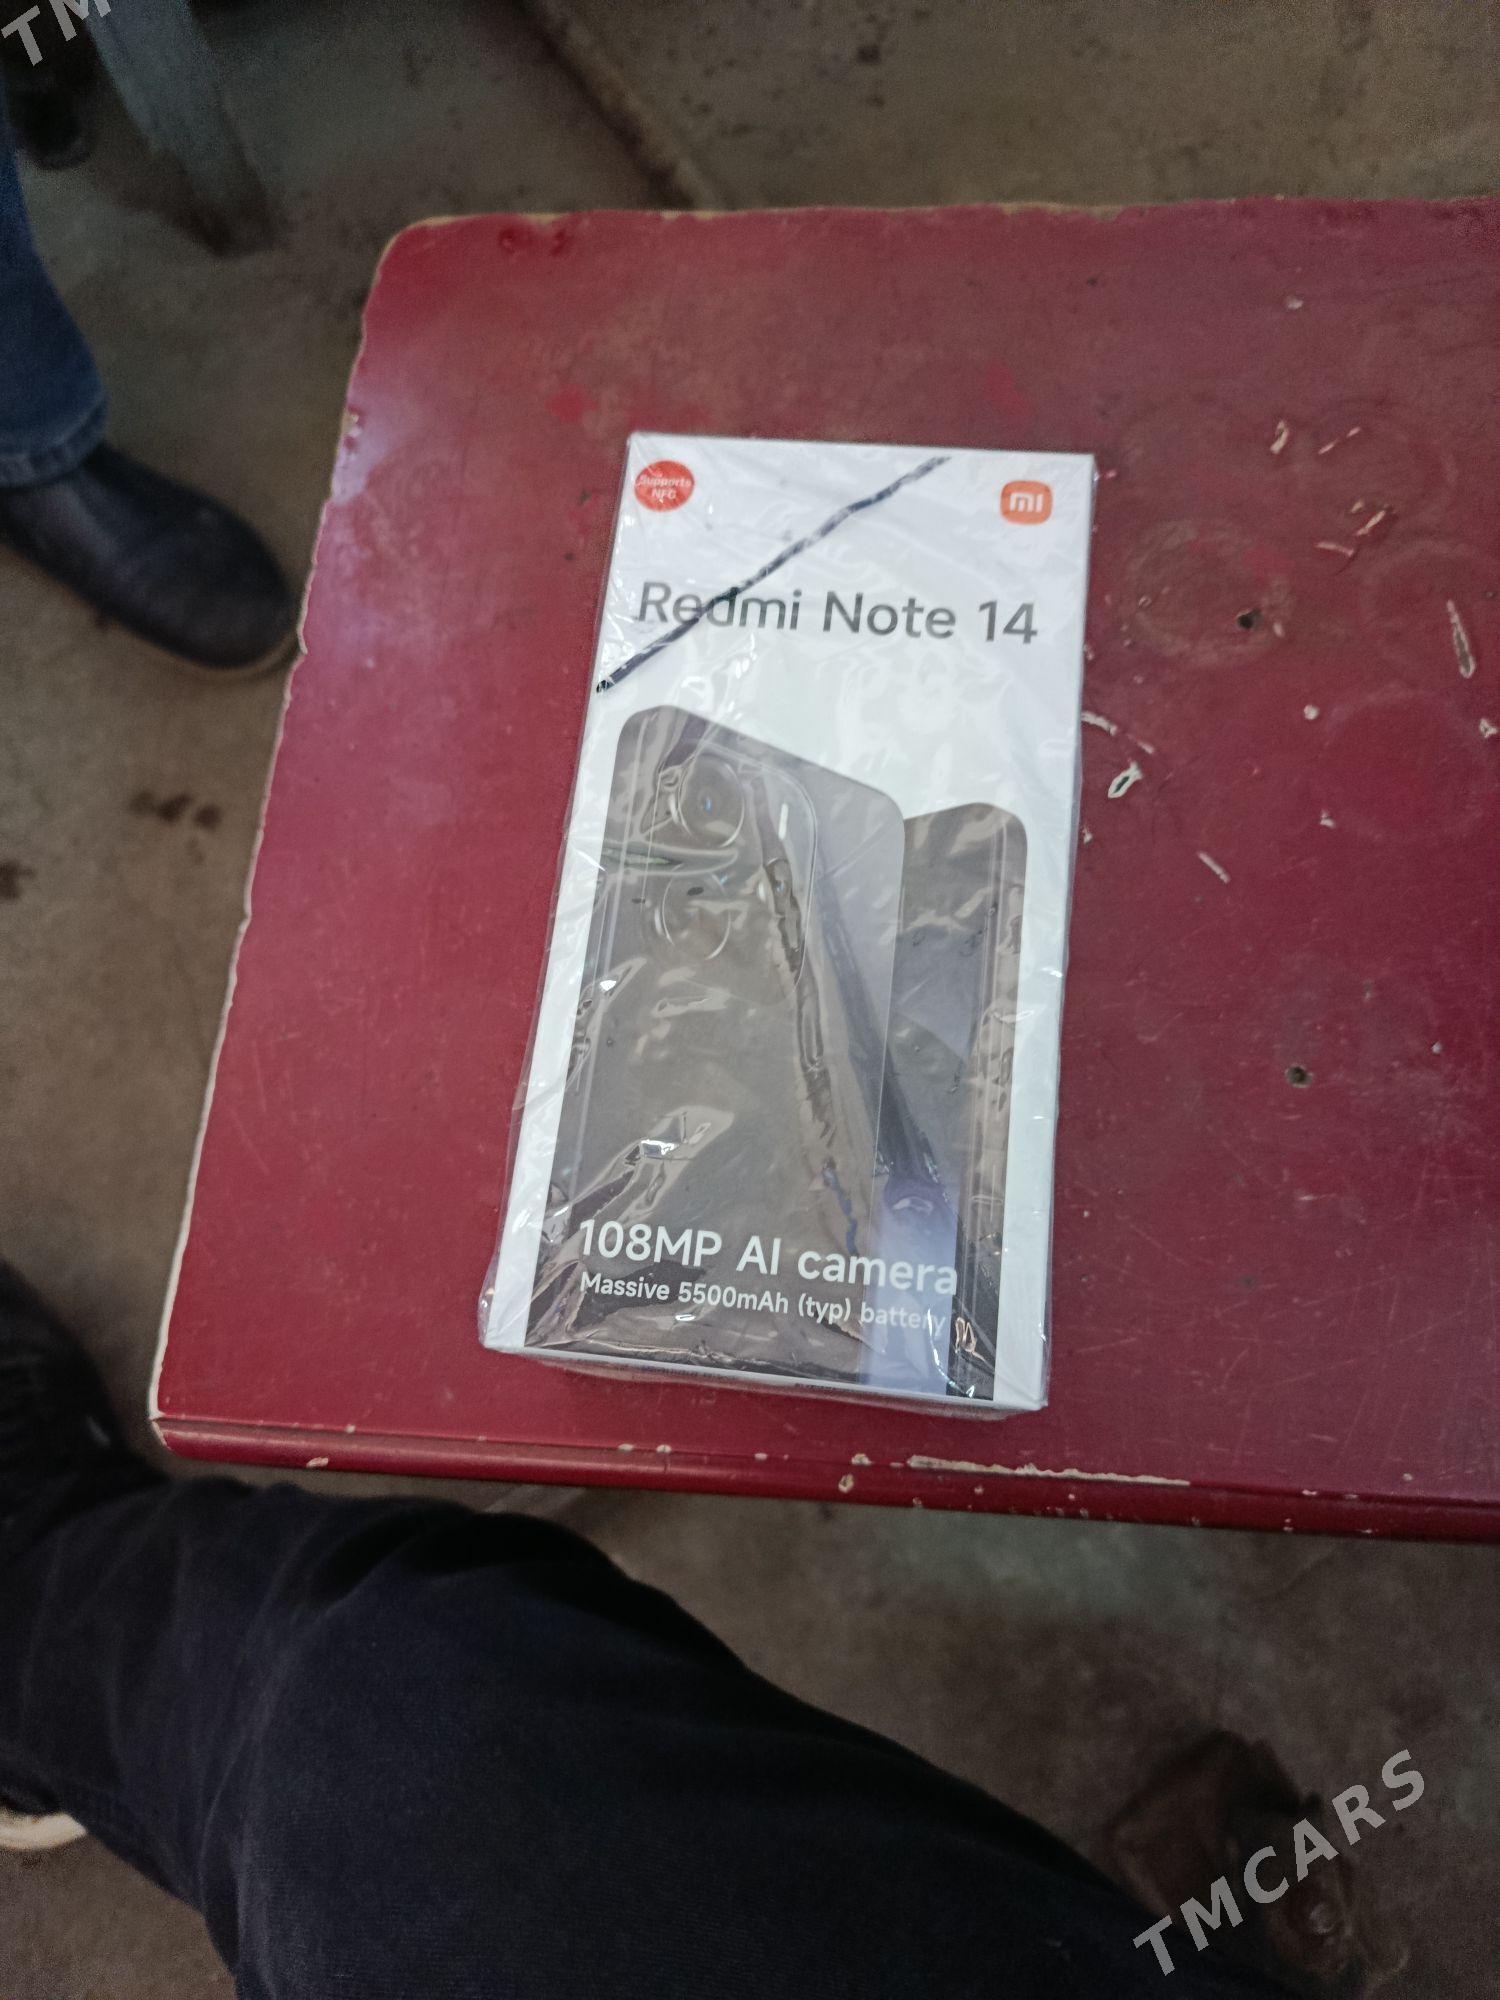 TM
Supports
NFC
mi
Redmi Note 14
108MP AI camera
Massive 5500mAh (typ) battery
TMCARS